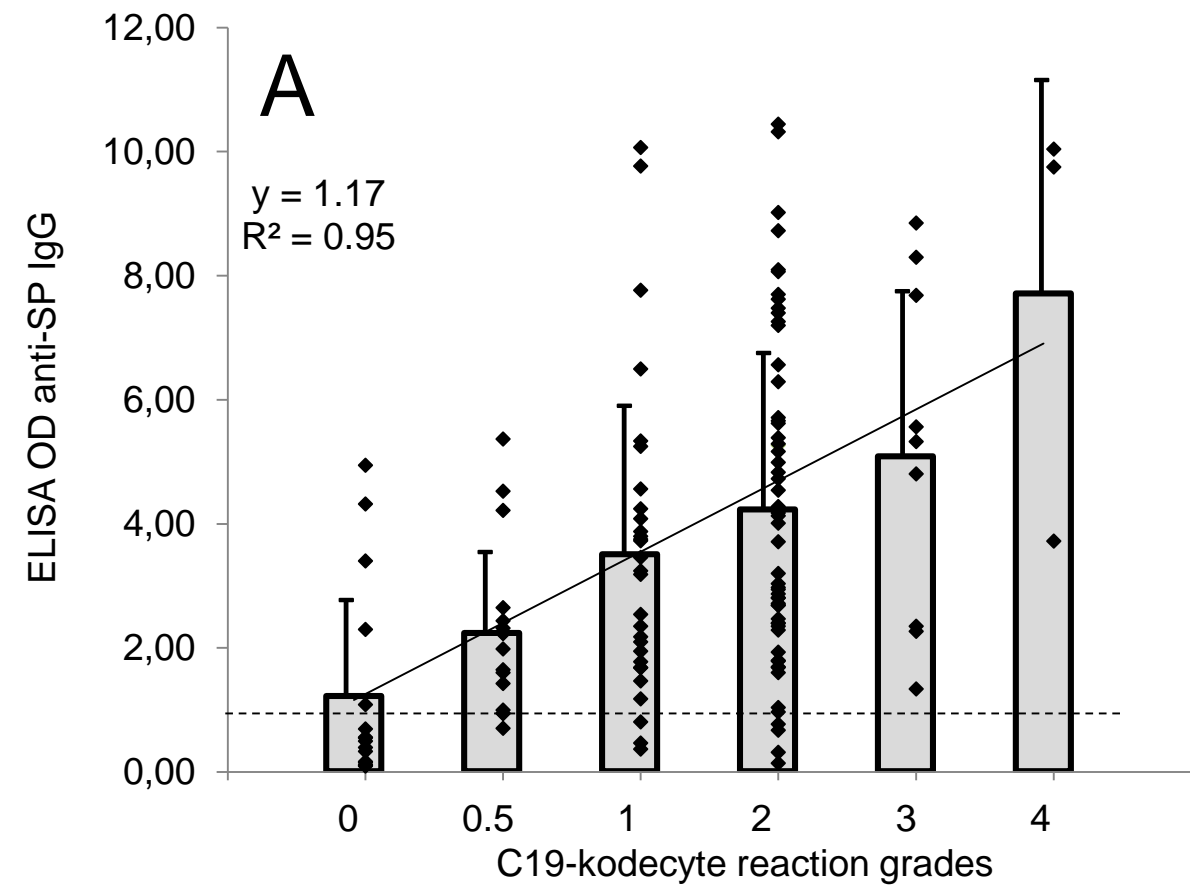 12,00
A
10,00
y = 1.17
R² = 0.95
8,00
6,00
4,00
2,00
0,00
ELISA OD anti-SP IgG
0 0.5 1 2 3 4
C19-kodecyte reaction grades